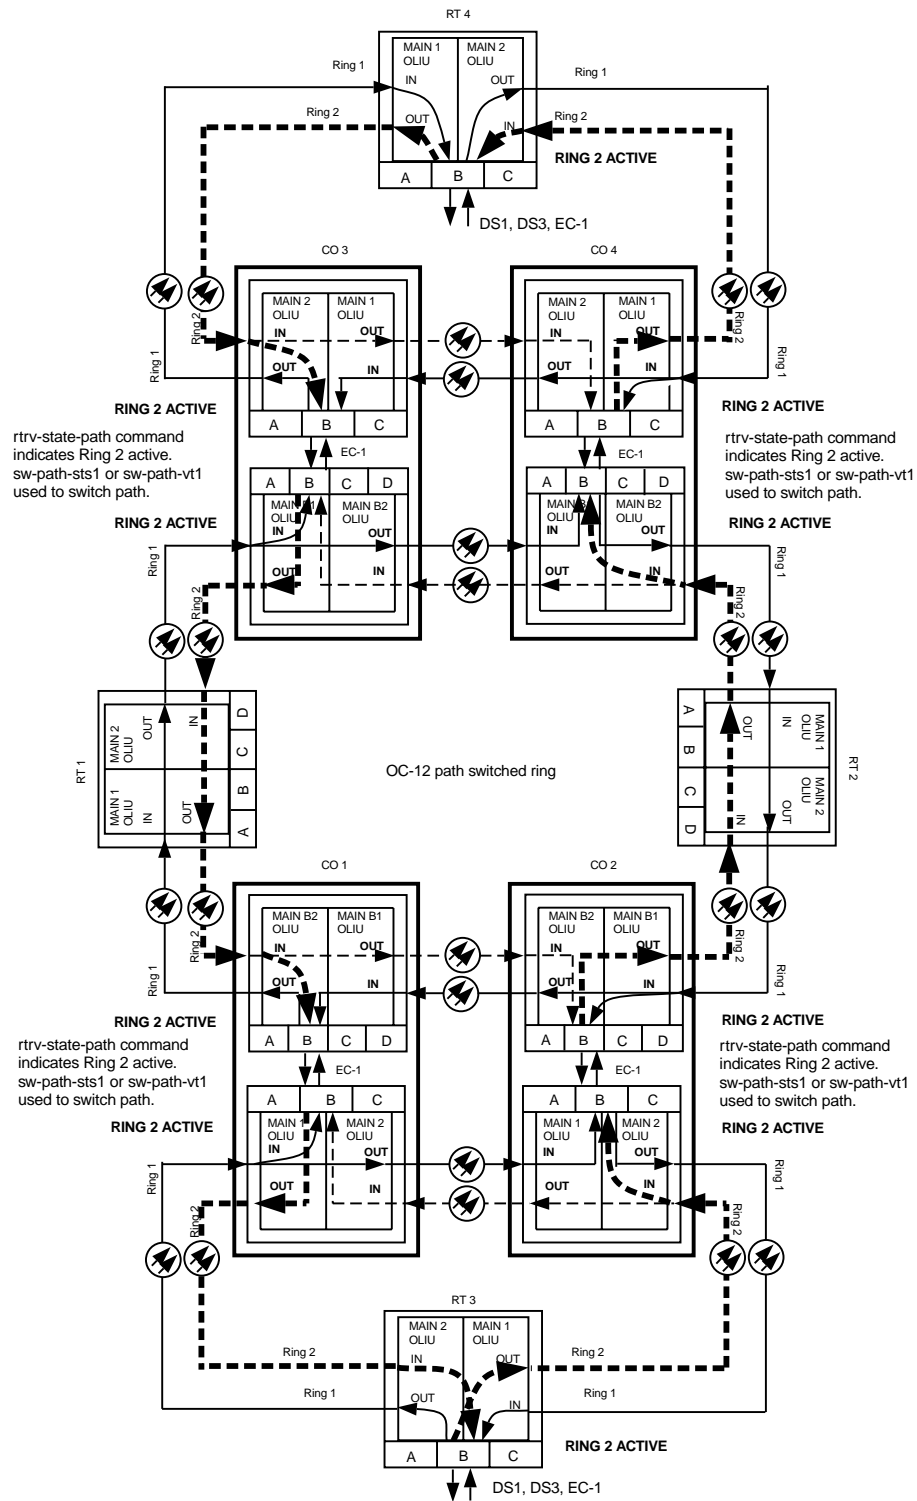 RT 4
MAIN 1 OLIU
MAIN 2 OLIU
Ring 1
IN
OUT
Ring 1
Ring 2
OUT
IN
Ring 2
RING 2 ACTIVE
A B C
DS1, DS3, EC-1
CO 3
CO 4
MAIN 2 OLIU
MAIN 1 OLIU
MAIN 2 OLIU
MAIN 1 OLIU
Ring 2
IN
OUT
IN
OUT
Ring 2
Ring 1
OUT
IN
OUT
IN
Ring 1
RING 2 ACTIVE
A B C
A B C
RING 2 ACTIVE
rtrv-state-path command
indicates Ring 2 active.
sw-path-sts1 or sw-path-vt1
used to switch path.
EC-1
EC-1
rtrv-state-path command
indicates Ring 2 active.
sw-path-sts1 or sw-path-vt1
used to switch path.
A B C D
A B C D
RING 2 ACTIVE
MAIN B1 OLIU
MAIN B2 OLIU
MAIN B1 OLIU
MAIN B2 OLIU
RING 2 ACTIVE
Ring 1
IN
OUT
IN
OUT
Ring 1
Ring 2
OUT
IN
OUT
IN
Ring 2
RT 1
MAIN 2 OLIU
OUT
IN
MAIN 1 OLIU
IN
OUT
D C B A
OC-12 path switched ring
A B C D
OUT
IN
MAIN 1 OLIU
IN
OUT
MAIN 2 OLIU
RT 2
CO 1
CO 2
MAIN B2 OLIU
MAIN B1 OLIU
MAIN B2 OLIU
MAIN B1 OLIU
Ring 2
IN
OUT
IN
OUT
Ring 2
Ring 1
OUT
IN
OUT
IN
Ring 1
RING 2 ACTIVE
A B C D
A B C D
RING 2 ACTIVE
rtrv-state-path command
indicates Ring 2 active.
sw-path-sts1 or sw-path-vt1
used to switch path.
EC-1
EC-1
rtrv-state-path command
indicates Ring 2 active.
sw-path-sts1 or sw-path-vt1
used to switch path.
A B C
A B C
RING 2 ACTIVE
MAIN 1 OLIU
MAIN 2 OLIU
MAIN 1 OLIU
MAIN 2 OLIU
RING 2 ACTIVE
Ring 1
IN
OUT
IN
OUT
Ring 1
Ring 2
OUT
IN
OUT
IN
Ring 2
RT 3
MAIN 2 OLIU
MAIN 1 OLIU
Ring 2
IN
OUT
Ring 2
Ring 1
OUT
IN
Ring 1
RING 2 ACTIVE
A B C
DS1, DS3, EC-1